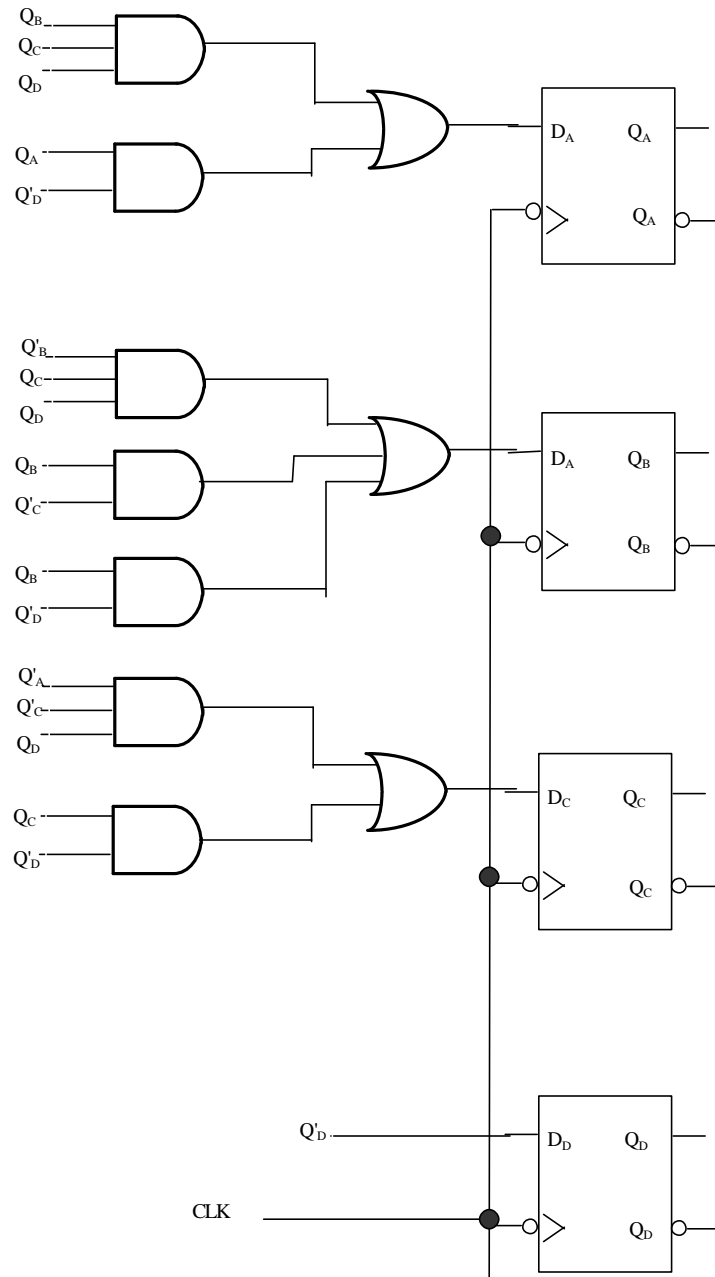 Q_B
Q_C
Q_D
Q_A
Q'_D
D_A Q_A
Q_A
Q'_B
Q_C
Q_D
Q_B
Q'_C
Q_B
Q'_D
D_A Q_B
Q_B
Q'_A
Q'_C
Q_D
Q_C
Q'_D
D_C Q_C
Q_C
Q'_D
D_D Q_D
CLK
Q_D